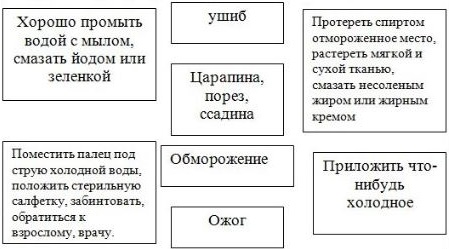 Хорошо промыть
водой с мылом,
смазать йодом или
зеленкой
ушиб
Протереть спиртом
отмороженное место,
растереть мягкой и
сухой тканью,
смазать несоленым
жиром или жирным
кремом
Царапина,
порез,
ссадина
Поместить палец под
струю холодной воды,
положить стерильную
салфетку, забинтовать,
обратиться к
взрослому, врачу.
Обморожение
Приложить что-
нибудь
холодное
Ожог